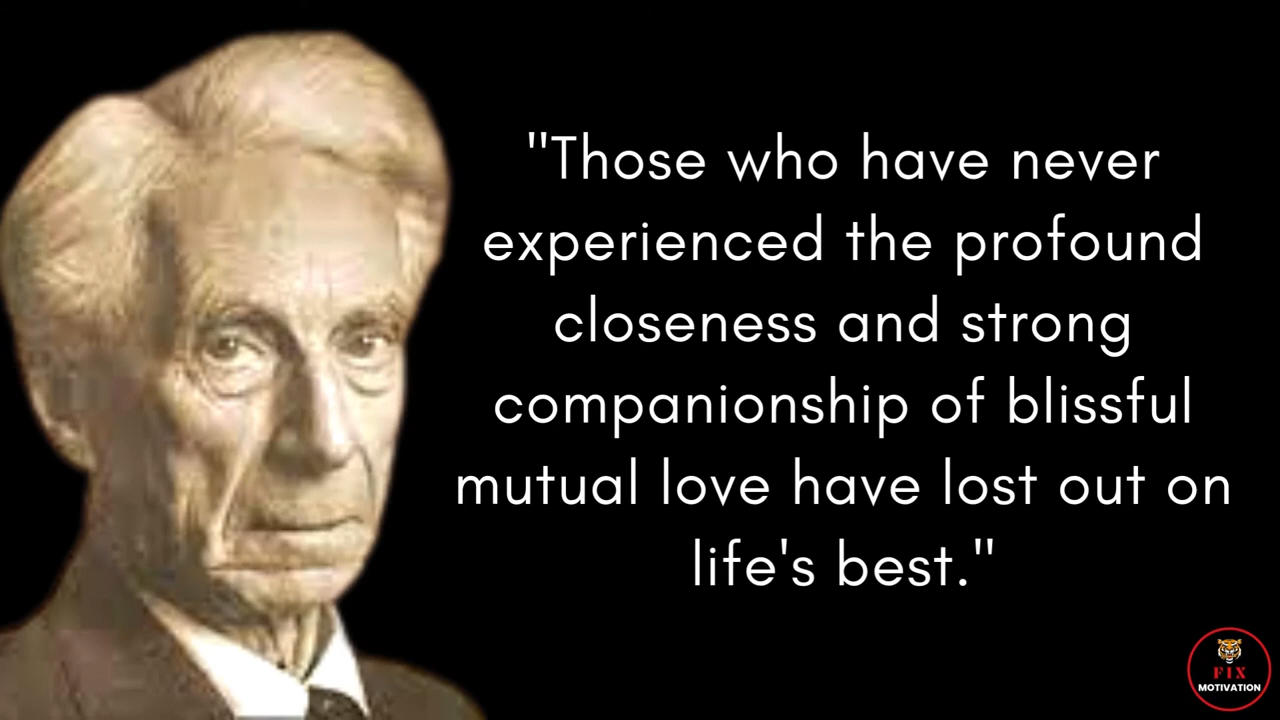 "Those who have never
experienced the profound
closeness and strong
companionship of blissful
mutual love have lost out on
life's best."
FIX
MOTIVATION